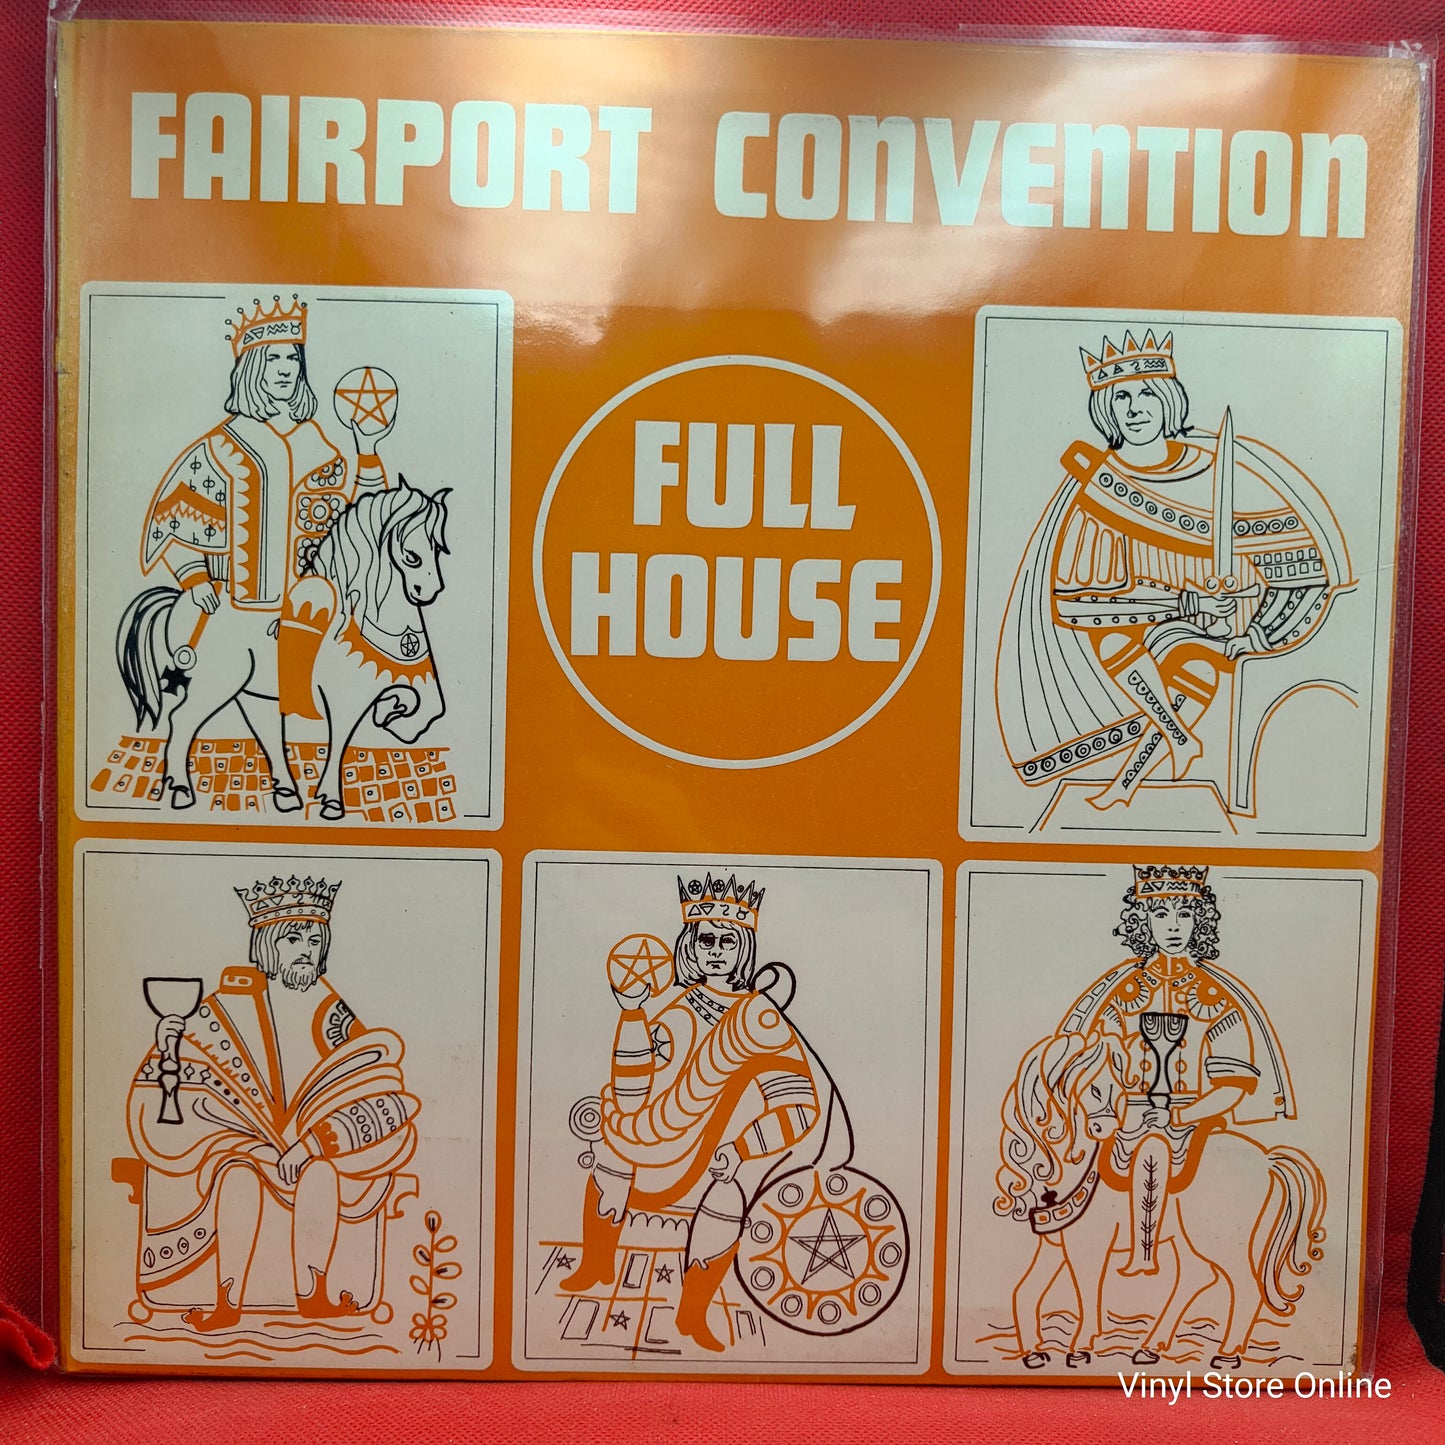 FAIRPORT CONVENTION
FULL
HOUSE
Vinyl Store Online